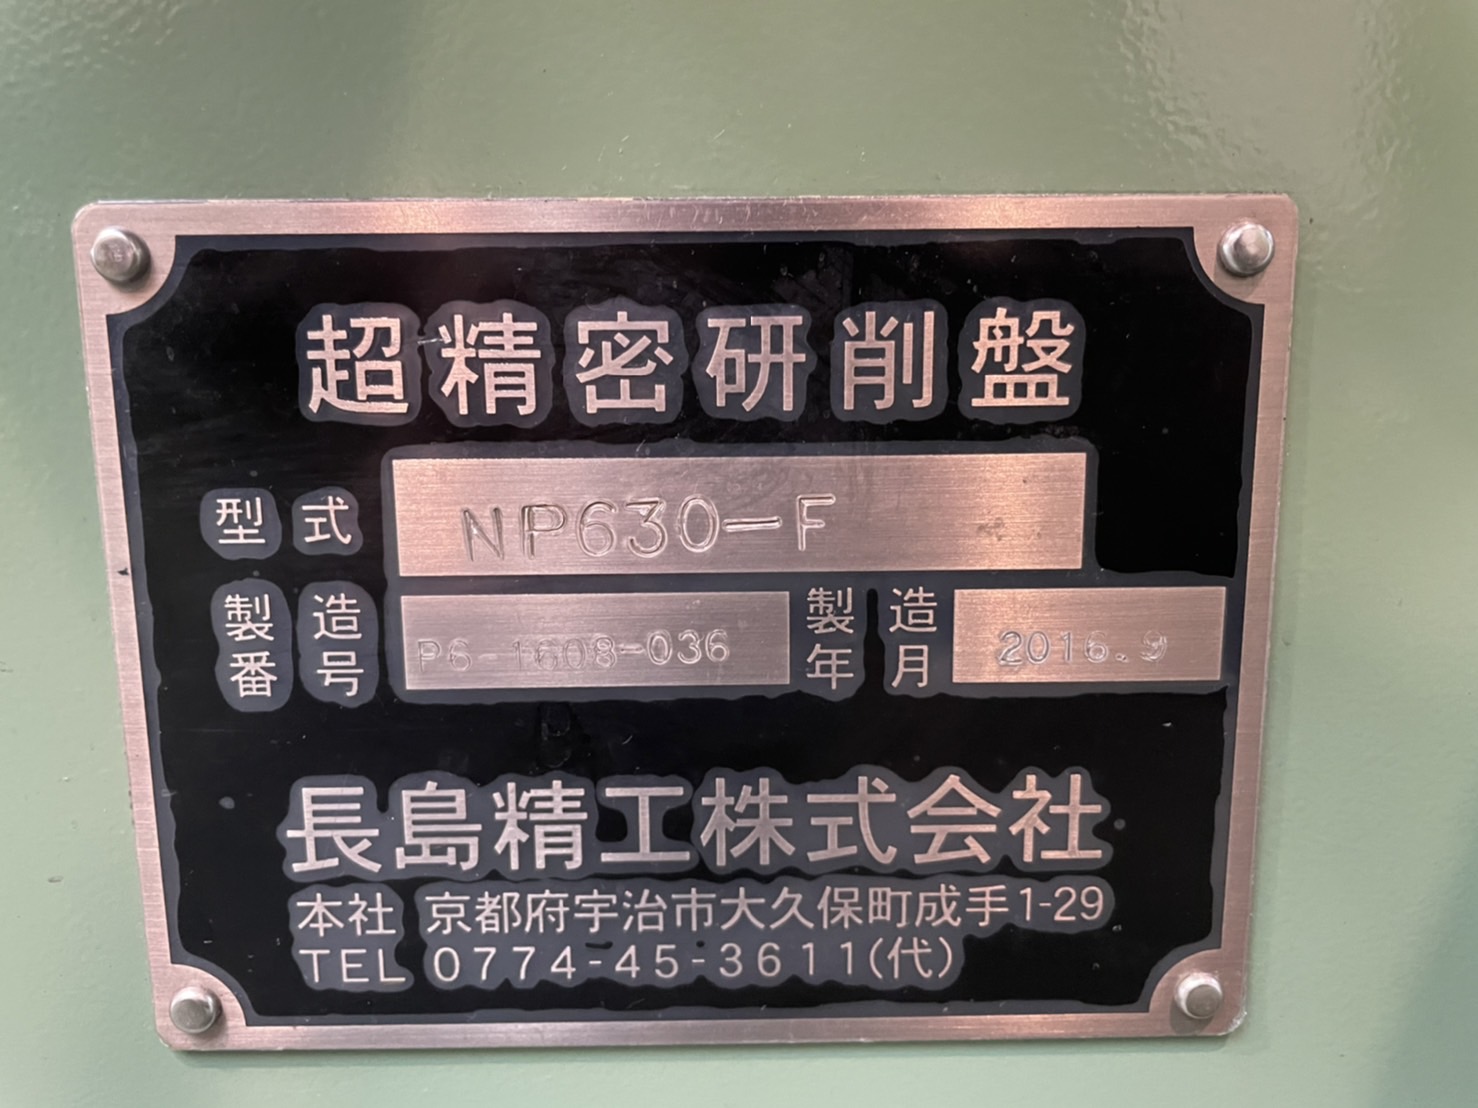 超精密研削盤
型式 NP630-F
製造番号 P6-1608-036 製造年月 2016.9
長島精工株式会社
本社 京都府宇治市大久保町成手1-29
TEL 0774-45-3611(代)